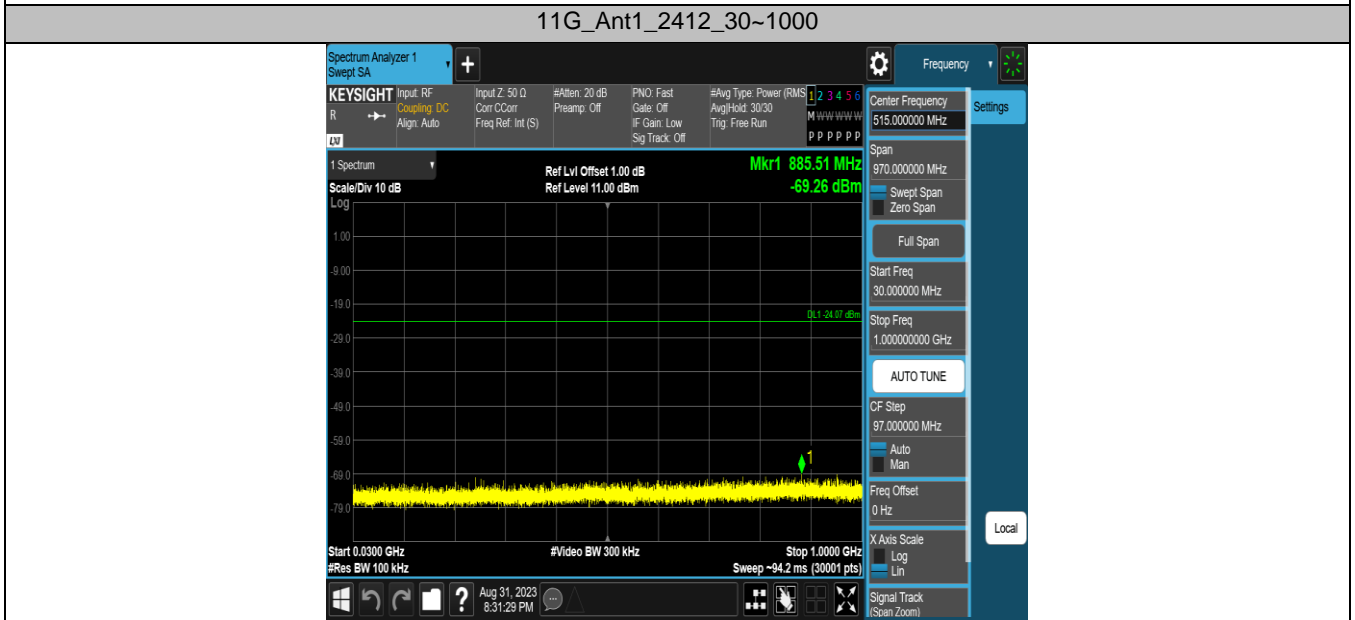 11G_Ant1_2412_30~1000
Spectrum Analyzer 1
Swept SA
+
Frequency
KEYSIGHT
R
LXI
Input: RF
Coupling: DC
Align: Auto
Input Z: 50 Ω
Corr CCorr
Freq Ref: Int (S)
#Atten: 20 dB
Preamp: Off
PNO: Fast
Gate: Off
IF Gain: Low
Sig Track: Off
#Avg Type: Power (RMS
Avg|Hold: 30/30
Trig: Free Run
1 2 3 4 5 6
M W W W W W
P P P P P P
1 Spectrum
Scale/Div 10 dB
Log
Ref Lvl Offset 1.00 dB
Ref Level 11.00 dBm
Mkr1 885.51 MHz
-69.26 dBm
1.00
-9.00
-19.0
DL1 -24.07 dBm
-29.0
-39.0
-49.0
-59.0
1
-69.0
-79.0
Start 0.0300 GHz
#Res BW 100 kHz
#Video BW 300 kHz
Stop 1.0000 GHz
Sweep ~94.2 ms (30001 pts)
?
Aug 31, 2023
8:31:29 PM
Center Frequency
515.000000 MHz
Settings
Span
970.000000 MHz
Swept Span
Zero Span
Full Span
Start Freq
30.000000 MHz
Stop Freq
1.000000000 GHz
AUTO TUNE
CF Step
97.000000 MHz
Auto
Man
Freq Offset
0 Hz
Local
X Axis Scale
Log
Lin
Signal Track
(Span Zoom)